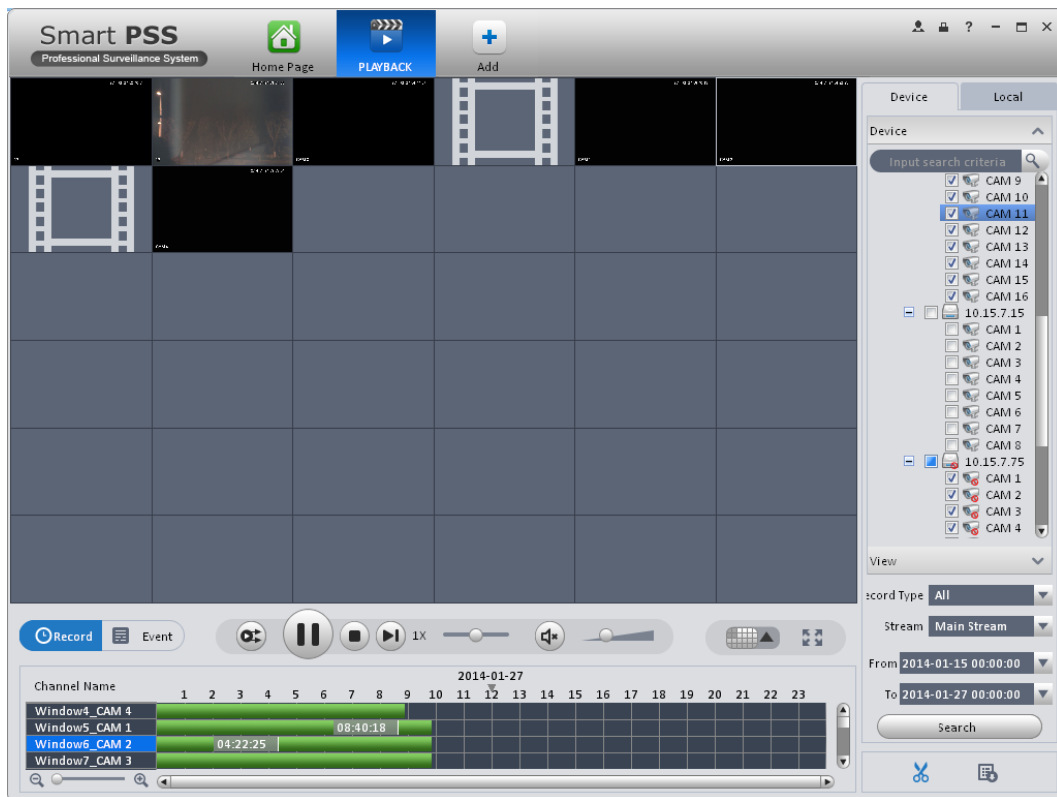 Smart PSS
Professional Surveillance System
Home Page
PLAYBACK
Add
?
Device
Local
Device
Input search criteria
CAM 9
CAM 10
CAM 11
CAM 12
CAM 13
CAM 14
CAM 15
CAM 16
10.15.7.15
CAM 1
CAM 2
CAM 3
CAM 4
CAM 5
CAM 6
CAM 7
CAM 8
10.15.7.75
CAM 1
CAM 2
CAM 3
CAM 4
View
ecord Type All
Stream Main Stream
From 2014-01-15 00:00:00
To 2014-01-27 00:00:00
Search
Record
Event
1X
2014-01-27
Channel Name
1 2 3 4 5 6 7 8 9 10 11 12 13 14 15 16 17 18 19 20 21 22 23
Window4_CAM 4
Window5_CAM 1 08:40:18
Window6_CAM 2 04:22:25
Window7_CAM 3